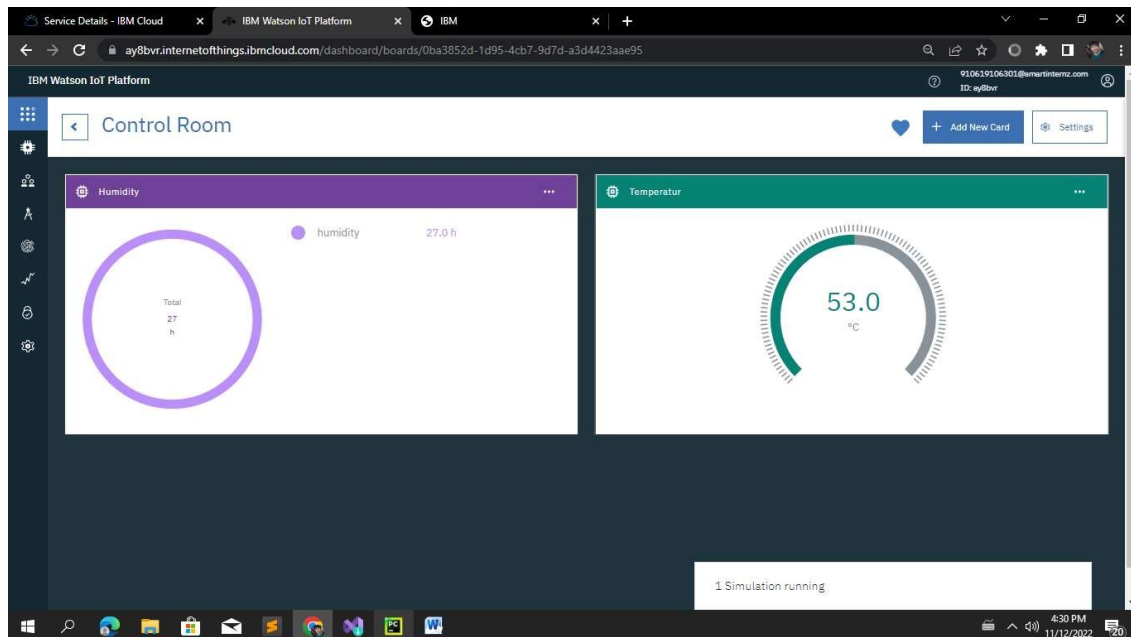 Service Details - IBM Cloud
IBM Watson IoT Platform
IBM
ay8bvr.internetofthings.ibmcloud.com/dashboard/boards/0ba3852d-1d95-4cb7-9d7d-a3d4423aae95
IBM Watson IoT Platform
910619106301@smartinternz.com
ID: ay8bvr
Control Room
+ Add New Card
Settings
Humidity
Temperatur
humidity 27.0 h
Total
27
h
53.0
°C
1 Simulation running
4:30 PM
11/12/2022
20